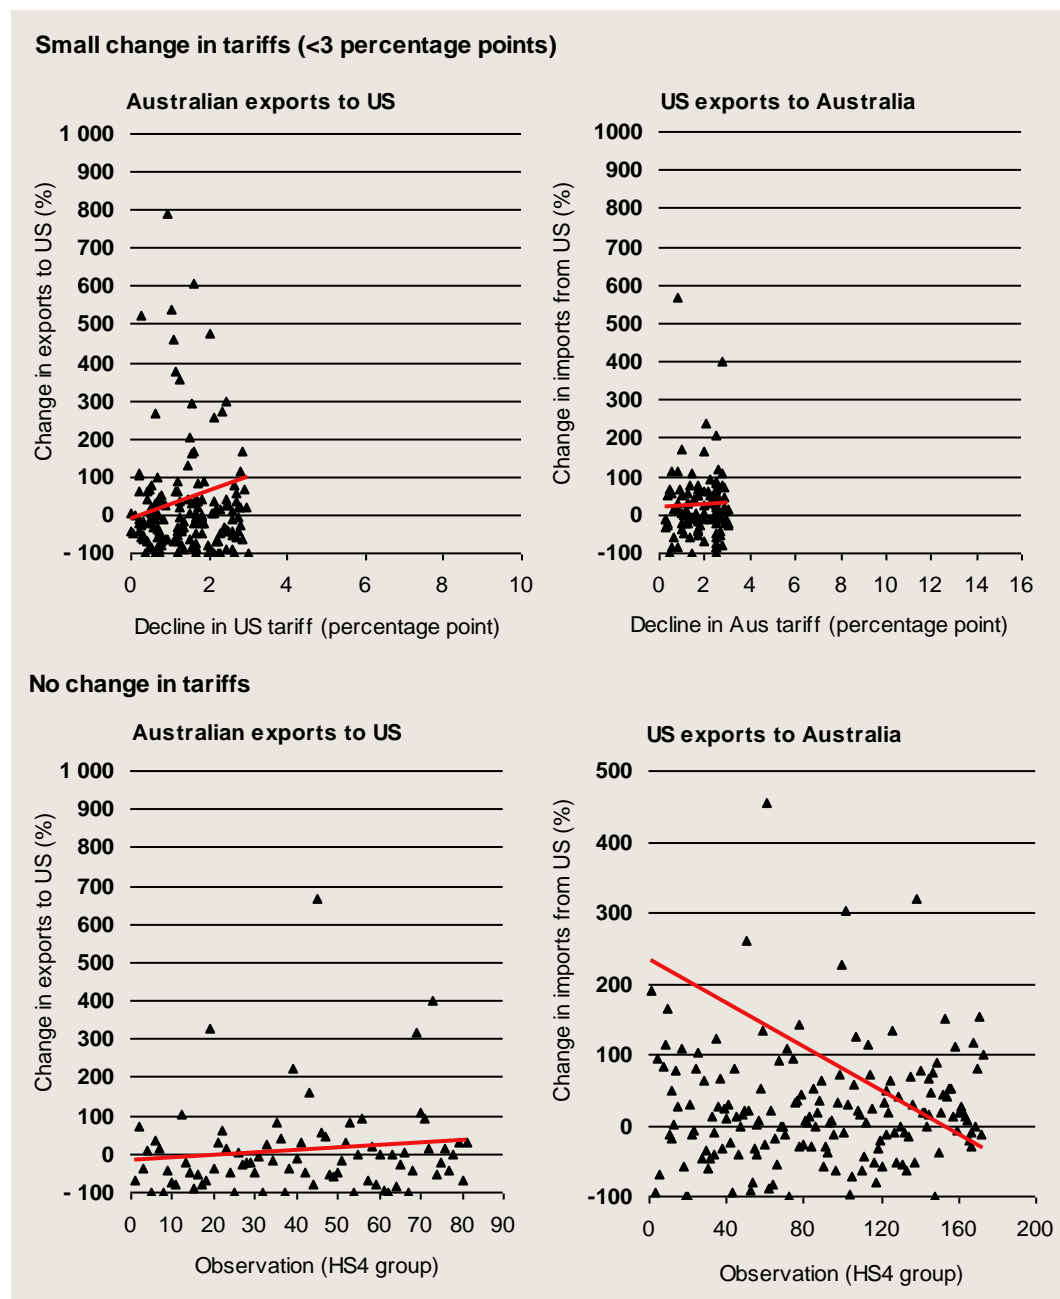 Small change in tariffs (<3 percentage points)
Australian exports to US
Change in exports to US (%)
1 000
900
800
700
600
500
400
300
200
100
0
- 100
0 2 4 6 8 10
Decline in US tariff (percentage point)
US exports to Australia
Change in imports from US (%)
1000
900
800
700
600
500
400
300
200
100
0
-100
0 2 4 6 8 10 12 14 16
Decline in Aus tariff (percentage point)
No change in tariffs
Australian exports to US
Change in exports to US (%)
1 000
900
800
700
600
500
400
300
200
100
0
- 100
0 10 20 30 40 50 60 70 80 90
Observation (HS4 group)
US exports to Australia
Change in imports from US (%)
500
400
300
200
100
0
-100
0 40 80 120 160 200
Observation (HS4 group)